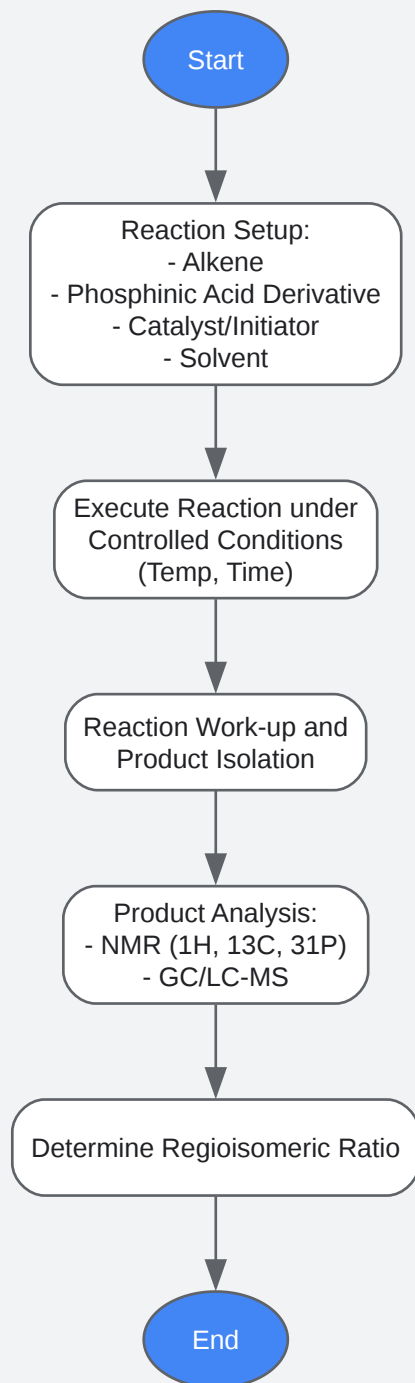 Start
Reaction Setup:
- Alkene
- Phosphinic Acid Derivative
- Catalyst/Initiator
- Solvent
Execute Reaction under
Controlled Conditions
(Temp, Time)
Reaction Work-up and
Product Isolation
Product Analysis:
- NMR (1H, 13C, 31P)
- GC/LC-MS
Determine Regioisomeric Ratio
End